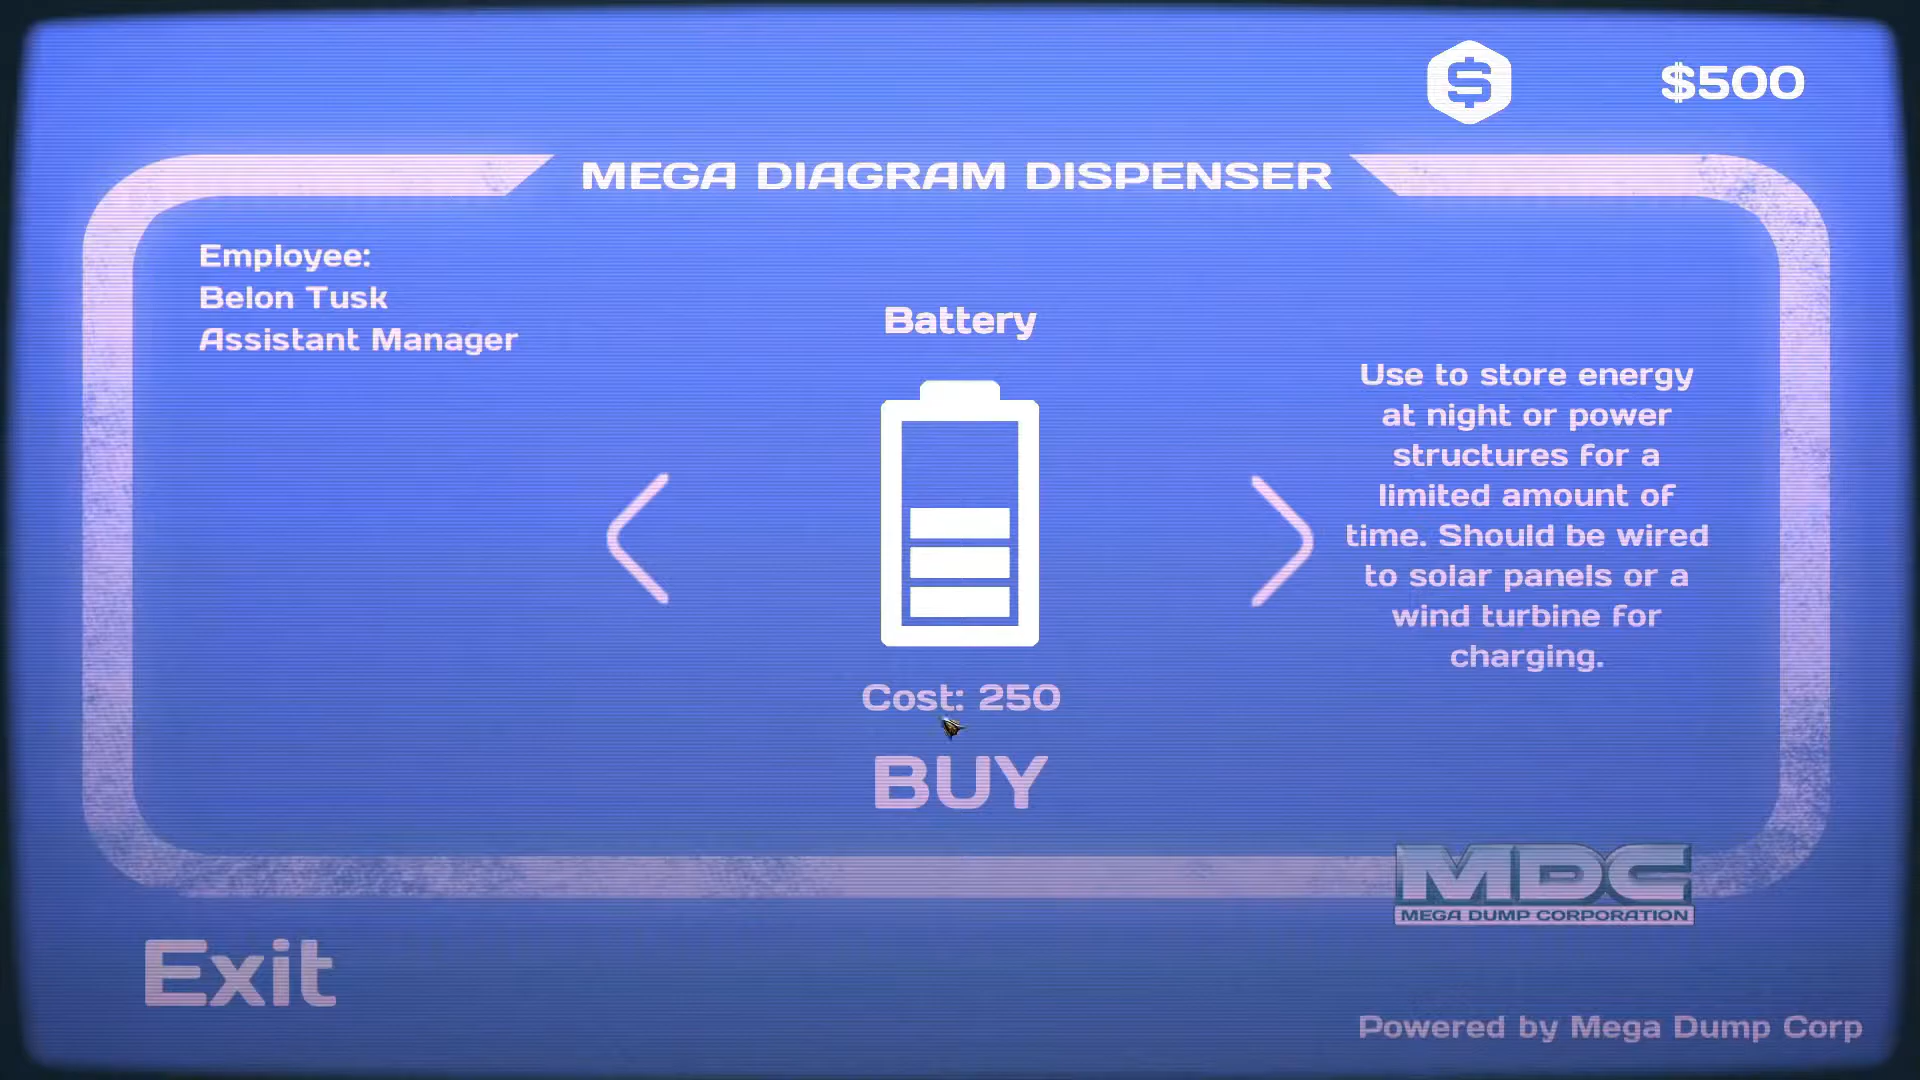 $500
MEGA DIAGRAM DISPENSER
Employee:
Belon Tusk
Assistant Manager
Battery
Use to store energy
at night or power
structures for a
limited amount of
time. Should be wired
to solar panels or a
wind turbine for
charging.
Cost: 250
BUY
MDC
MEGA DUMP CORPORATION
Exit
Powered by Mega Dump Corp